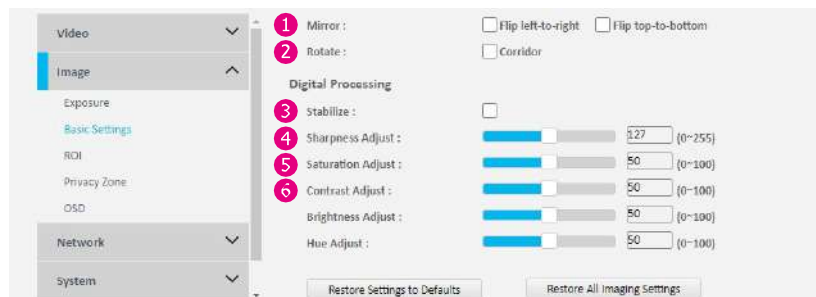 Video
Image
Exposure
Basic Settings
ROI
Privacy Zone
OSD
Network
System
1 Mirror : Flip left-to-right Flip top-to-bottom
2 Rotate : Corridor
Digital Processing
3 Stabilize :
4 Sharpness Adjust : 127 (0~255)
5 Saturation Adjust : 50 (0~100)
6 Contrast Adjust : 50 (0~100)
Brightness Adjust : 50 (0~100)
Hue Adjust : 50 (0~100)
Restore Settings to Defaults Restore All Imaging Settings